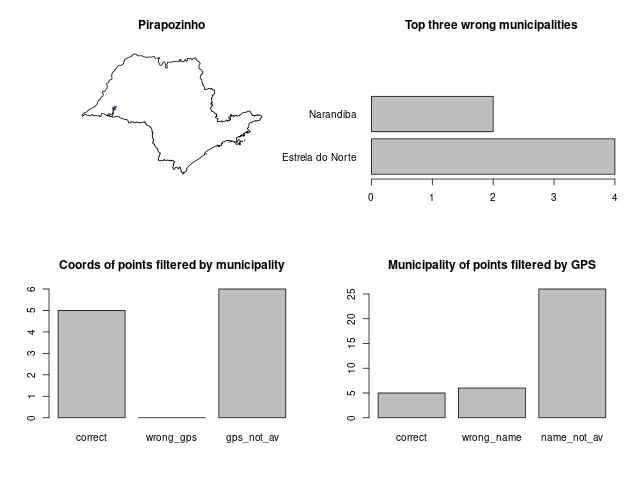 Pirapozinho
Top three wrong municipalities
Narandiba
Estrela do Norte
0 1 2 3 4
Coords of points filtered by municipality
6
5
4
3
2
1
0
correct wrong_gps gps_not_av
Municipality of points filtered by GPS
25
20
15
10
5
0
correct wrong_name name_not_av